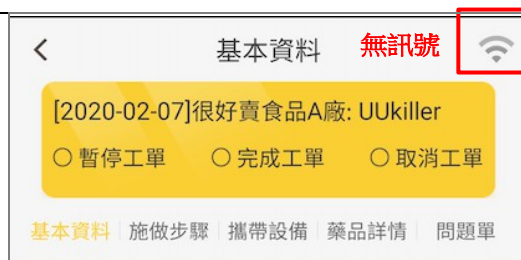 基本資料 無訊號
[2020-02-07]很好賣食品A廠: UUkiller
暫停工單 完成工單 取消工單
基本資料 施做步驟 攜帶設備 藥品詳情 問題單